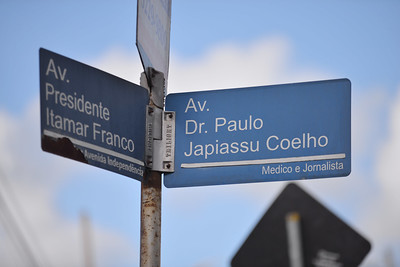 Av.
Presidente
Itamar Franco
Avenida Independência
Av.
Dr. Paulo
Japiassu Coelho
Medico e Jornalista